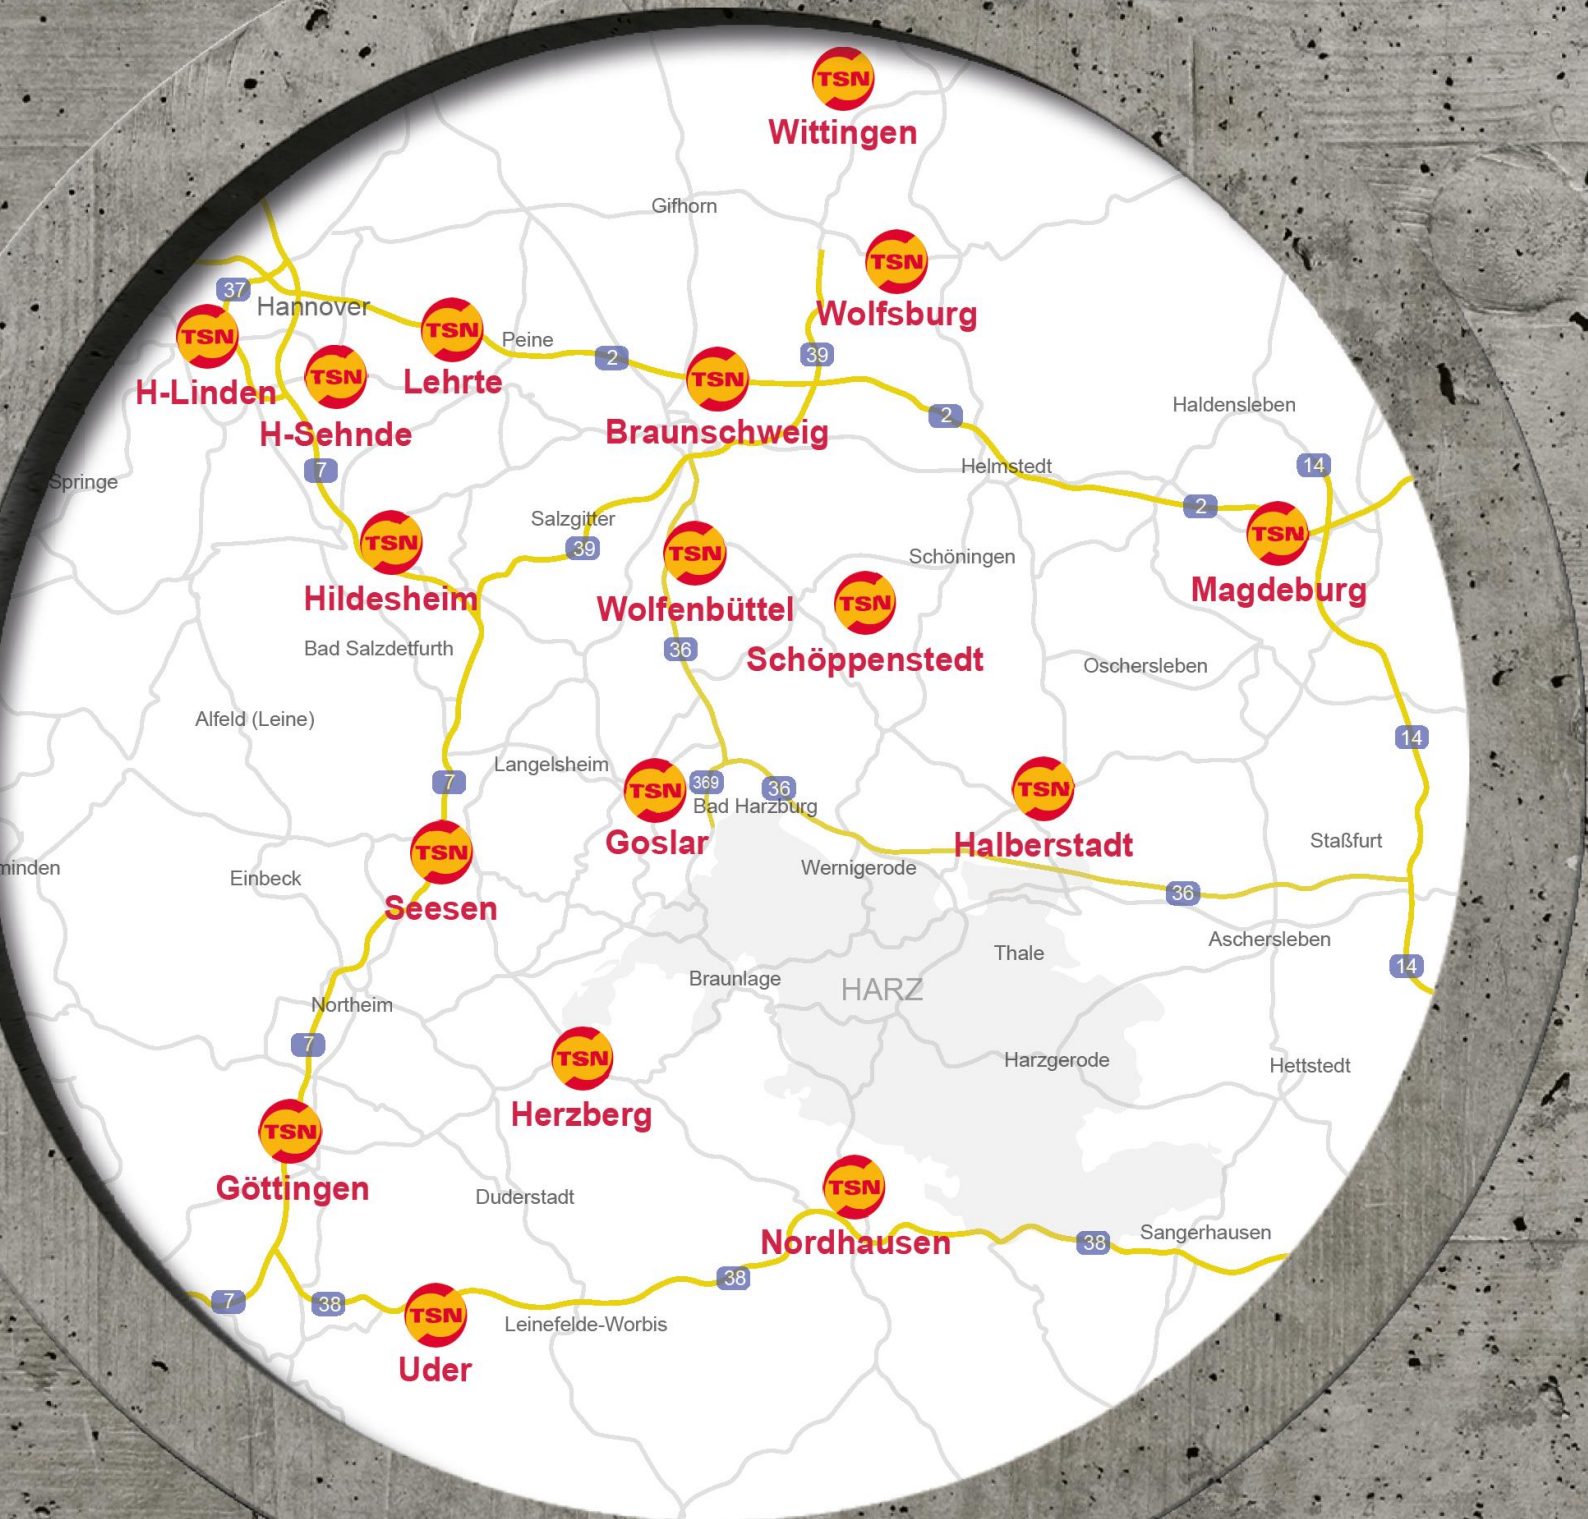 TSN
Wittingen
Gifhorn
TSN
Wolfsburg
37
Hannover
TSN
H-Linden
TSN
H-Sehnde
TSN
Lehrte
Peine
2
TSN
Braunschweig
39
2
Haldensleben
Helmstedt
14
2
TSN
Magdeburg
7
Springe
TSN
Hildesheim
Salzgitter
39
TSN
Wolfenbüttel
Schöningen
TSN
Schöppenstedt
36
Bad Salzdetfurth
Oschersleben
Alfeld (Leine)
14
Langelsheim
7
TSN
Goslar
369
36
Bad Harzburg
TSN
Halberstadt
Staßfurt
TSN
Seesen
minden
Einbeck
Wernigerode
36
Aschersleben
Thale
14
Braunlage
HARZ
Northeim
7
TSN
Herzberg
Harzgerode
Hettstedt
TSN
Göttingen
Duderstadt
TSN
Nordhausen
38
Sangerhausen
38
7
38
TSN
Uder
Leinefelde-Worbis